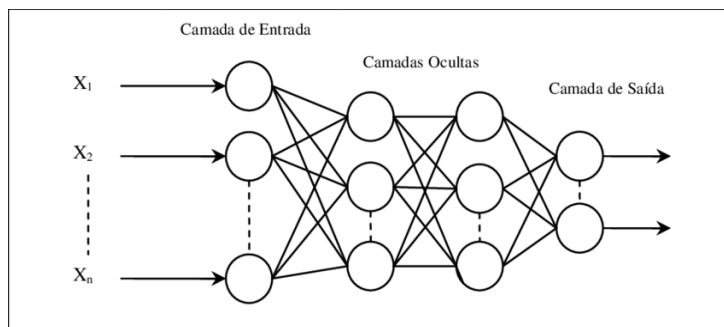 Camada de Entrada
Camadas Ocultas
Camada de Saída
X1
X2
Xn